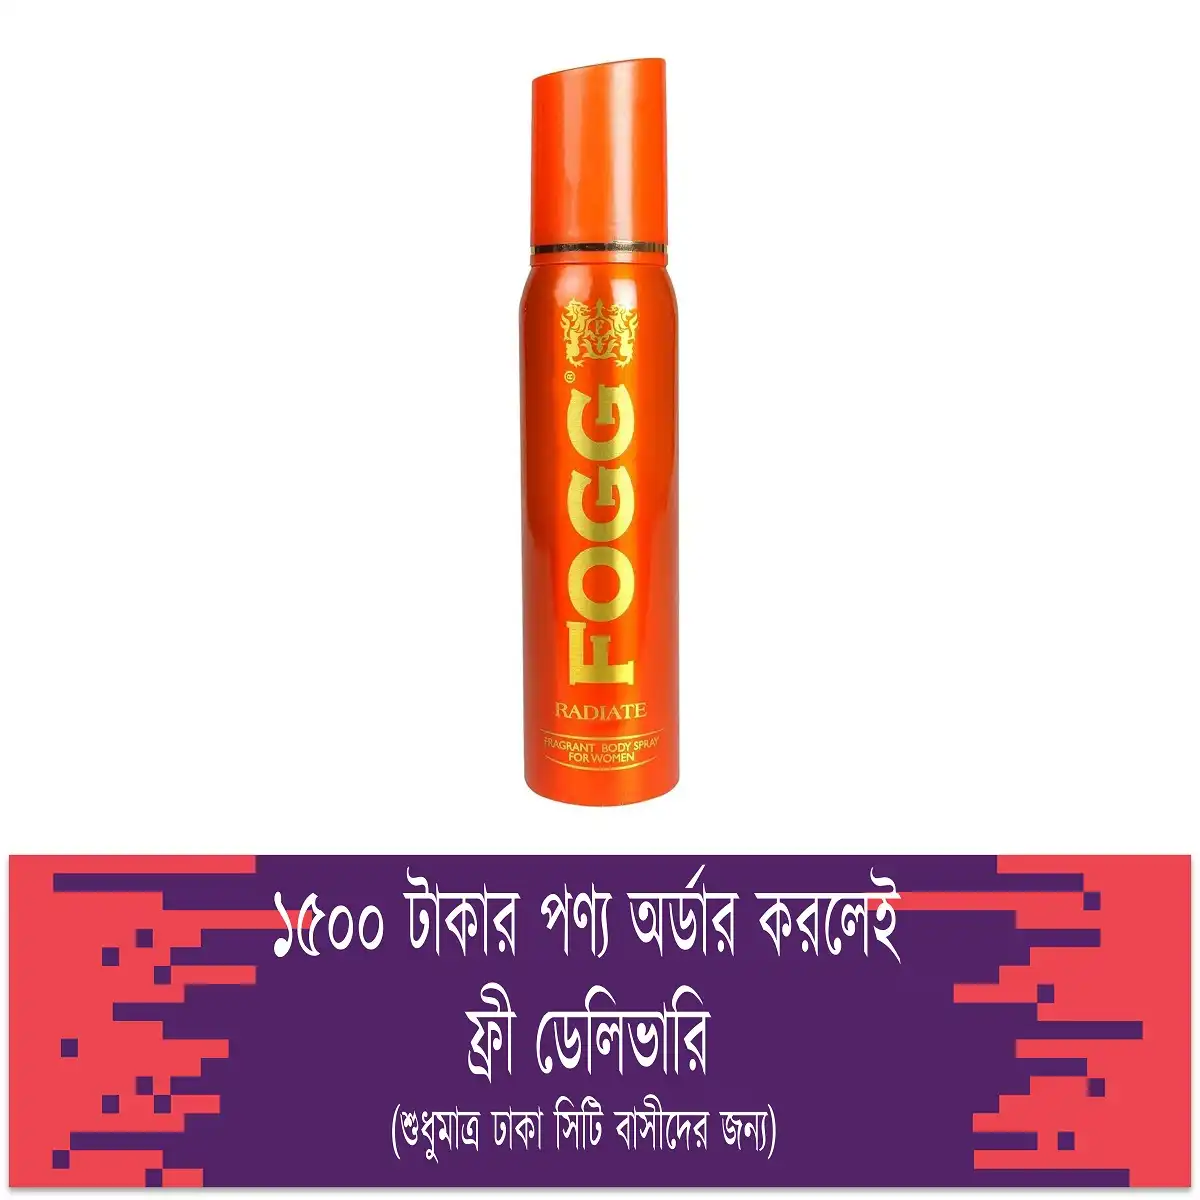 FOGG®
RADIATE
FRAGRANT BODY SPRAY
FOR WOMEN
১৫০০ টাকার পণ্য অর্ডার করলেই
ফ্রী ডেলিভারি
(শুধুমাত্র ঢাকা সিটি বাসীদের জন্য)